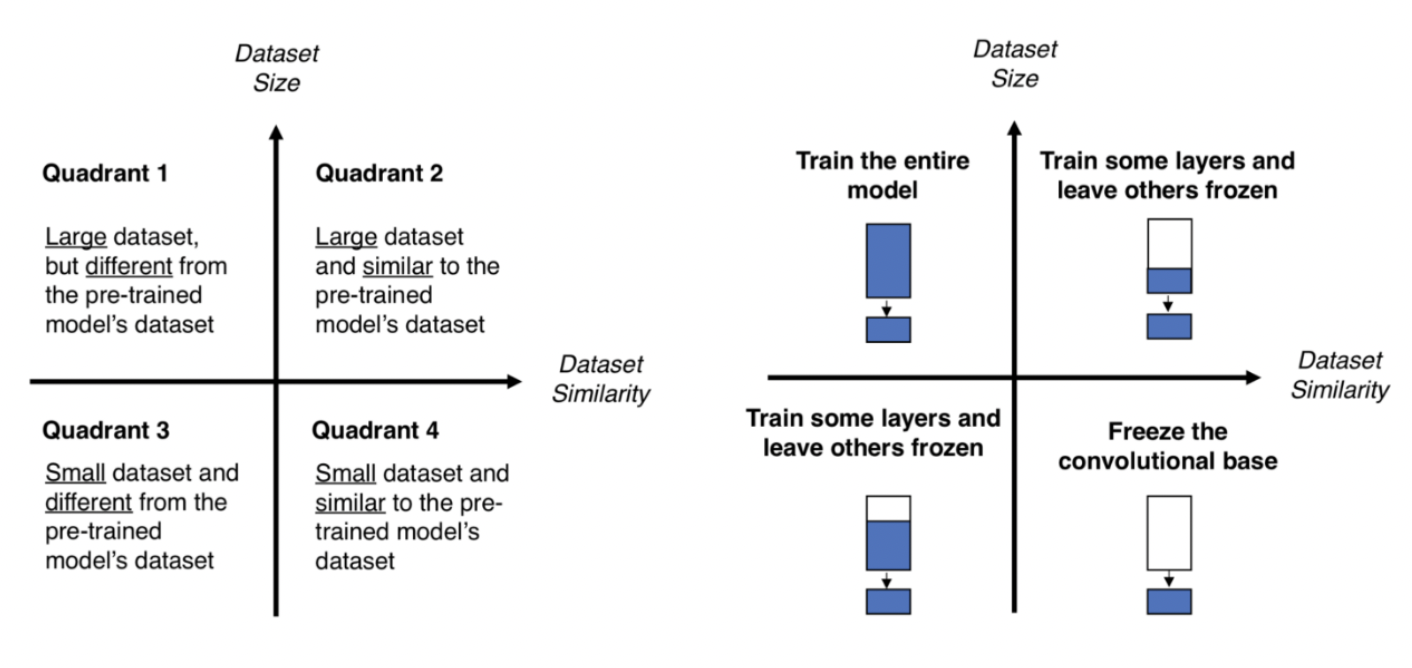 Dataset
Size
Quadrant 1
Large dataset,
but different from
the pre-trained
model's dataset
Quadrant 2
Large dataset
and similar to the
pre-trained
model's dataset
Dataset
Similarity
Quadrant 3
Small dataset and
different from the
pre-trained
model's dataset
Quadrant 4
Small dataset and
similar to the pre-
trained model's
dataset
Dataset
Size
Train the entire
model
Train some layers and
leave others frozen
Dataset
Similarity
Train some layers and
leave others frozen
Freeze the
convolutional base